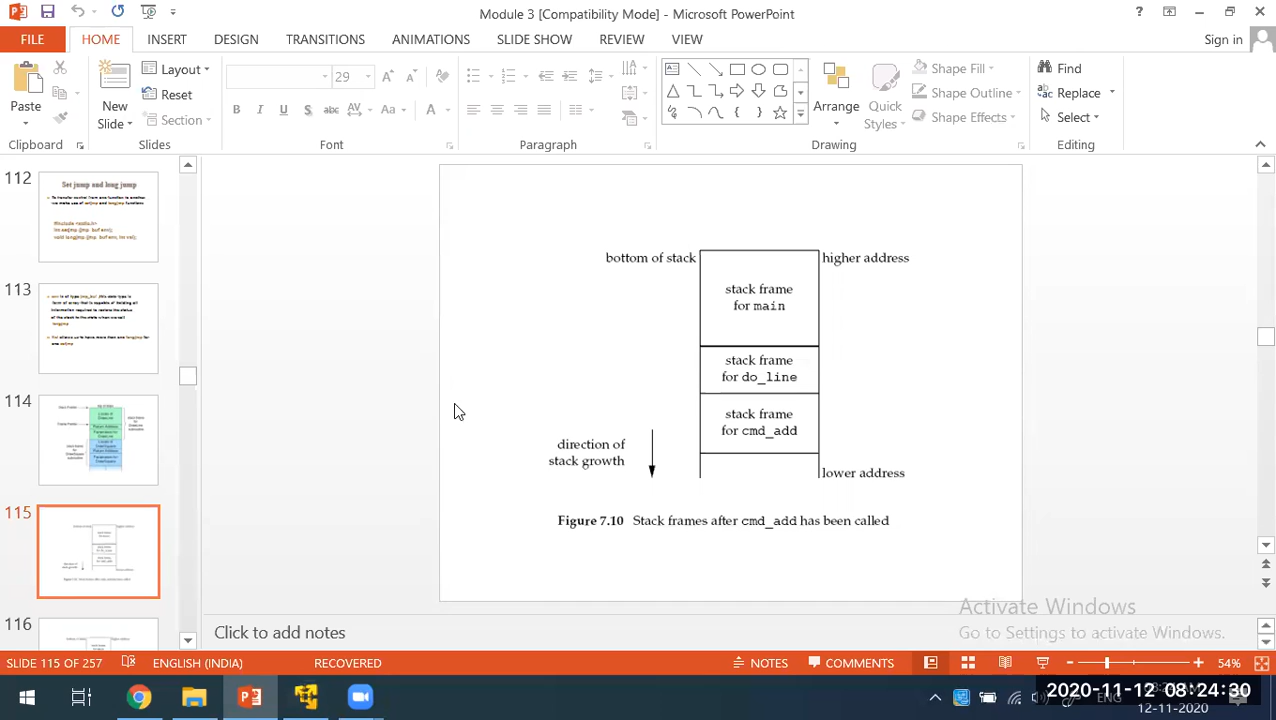 Module 3 [Compatibility Mode] - Microsoft PowerPoint
?
FILE HOME INSERT DESIGN TRANSITIONS ANIMATIONS SLIDE SHOW REVIEW VIEW Sign in
Paste
New
Slide
Layout
Reset
Section
29
B I U S abc AV Aa A
Arrange
Quick
Styles
Shape Fill
Shape Outline
Shape Effects
Find
Replace
Select
Clipboard Slides Font Paragraph Drawing Editing
112
Set jump and long jump
113
114
115
116
bottom of stack
higher address
stack frame
for main
stack frame
for do_line
stack frame
for cmd_add
direction of
stack growth
lower address
Figure 7.10 Stack frames after cmd_add has been called
Activate Windows
Go to Settings to activate Windows.
Click to add notes
SLIDE 115 OF 257 ENGLISH (INDIA) RECOVERED NOTES COMMENTS 54%
2020-11-12 08:24:30
ENG
12-11-2020